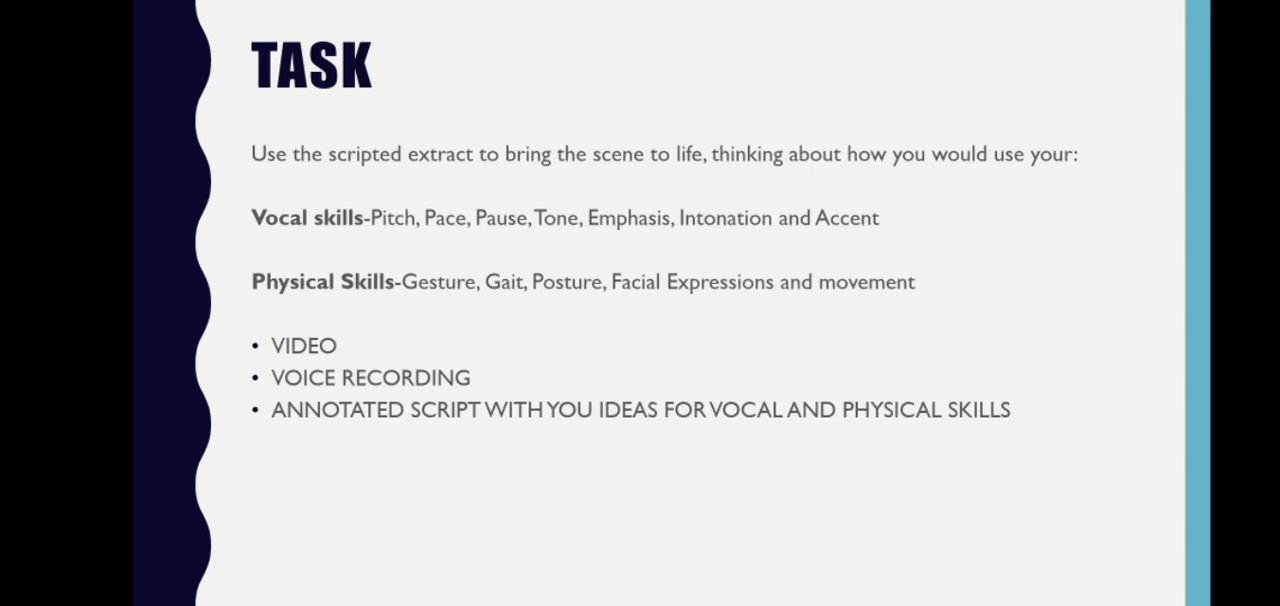 TASK
Use the scripted extract to bring the scene to life, thinking about how you would use your:
Vocal skills-Pitch, Pace, Pause, Tone, Emphasis, Intonation and Accent
Physical Skills-Gesture, Gait, Posture, Facial Expressions and movement
• VIDEO
• VOICE RECORDING
• ANNOTATED SCRIPT WITH YOU IDEAS FOR VOCAL AND PHYSICAL SKILLS